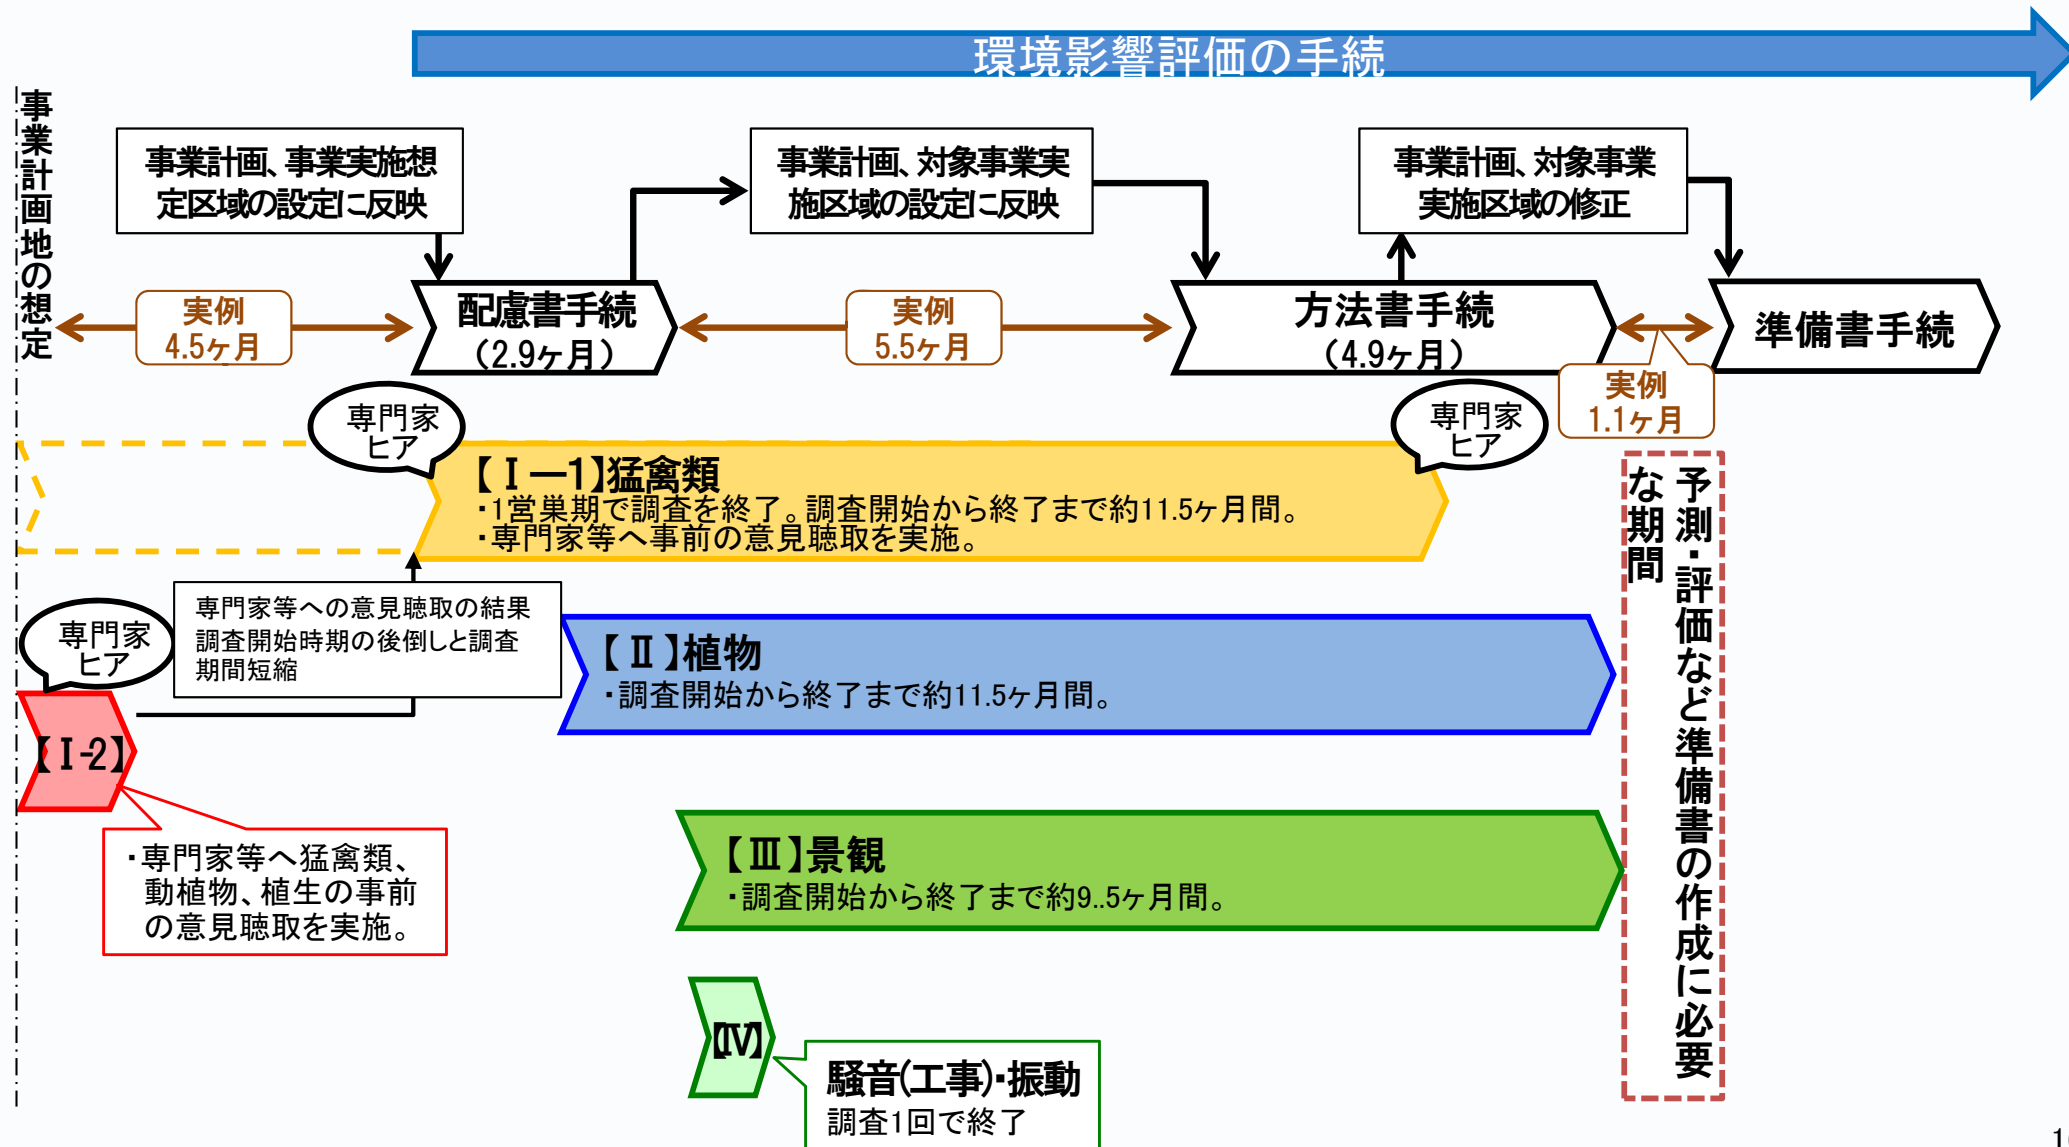 環境影響評価の手続
事業計画地の想定
事業計画、事業実施想
定区域の設定に反映
事業計画、対象事業実
施区域の設定に反映
事業計画、対象事業
実施区域の修正
実例
4.5ヶ月
配慮書手続
（2.9ヶ月）
実例
5.5ヶ月
方法書手続
（4.9ヶ月）
準備書手続
実例
1.1ヶ月
専門家
ヒア
専門家
ヒア
【Ⅰ―1】猛禽類
・1営巣期で調査を終了。調査開始から終了まで約11.5ヶ月間。
・専門家等へ事前の意見聴取を実施。
予測・評価など準備書の作成に必要
な期間
専門家
ヒア
専門家等への意見聴取の結果
調査開始時期の後倒しと調査
期間短縮
【Ⅱ】植物
・調査開始から終了まで約11.5ヶ月間。
【Ⅰ-2】
・専門家等へ猛禽類、
動植物、植生の事前
の意見聴取を実施。
【Ⅲ】景観
・調査開始から終了まで約9..5ヶ月間。
【Ⅳ】
騒音(工事)・振動
調査1回で終了
1